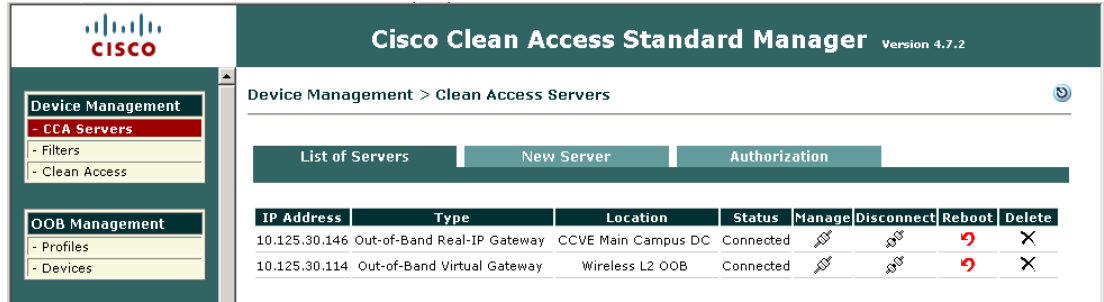 CISCO
Cisco Clean Access Standard Manager Version 4.7.2
Device Management
- CCA Servers
- Filters
- Clean Access
OOB Management
- Profiles
- Devices
Device Management > Clean Access Servers
List of Servers New Server Authorization
IP Address Type Location Status Manage Disconnect Reboot Delete
10.125.30.146 Out-of-Band Real-IP Gateway CCVE Main Campus DC Connected
10.125.30.114 Out-of-Band Virtual Gateway Wireless L2 OOB Connected